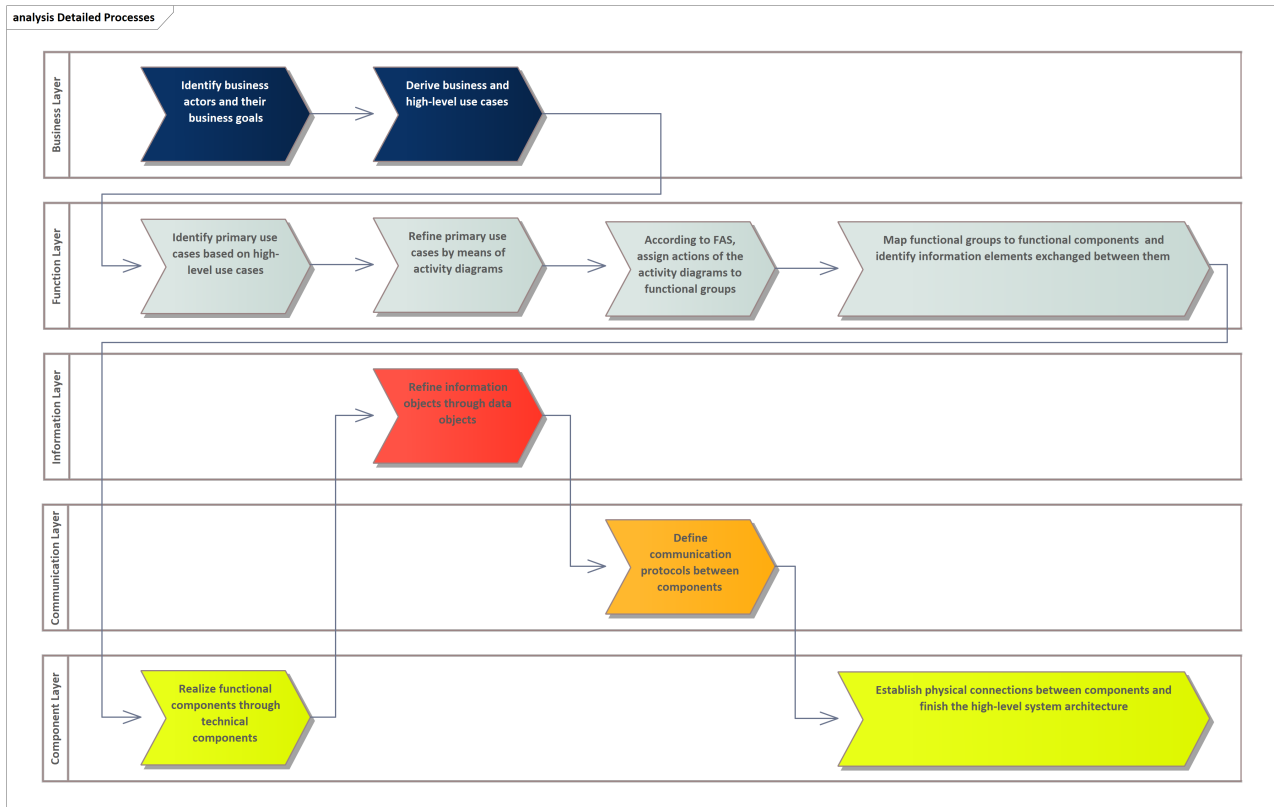 analysis Detailed Processes
Business Layer
Identify business
actors and their
business goals
Derive business and
high-level use cases
Function Layer
Identify primary use
cases based on high-
level use cases
Refine primary use
cases by means of
activity diagrams
According to FAS,
assign actions of the
activity diagrams to
functional groups
Map functional groups to functional components and
identify information elements exchanged between them
Information Layer
Refine information
objects through data
objects
Communication Layer
Define
communication
protocols between
components
Component Layer
Realize functional
components through
technical
components
Establish physical connections between components and
finish the high-level system architecture